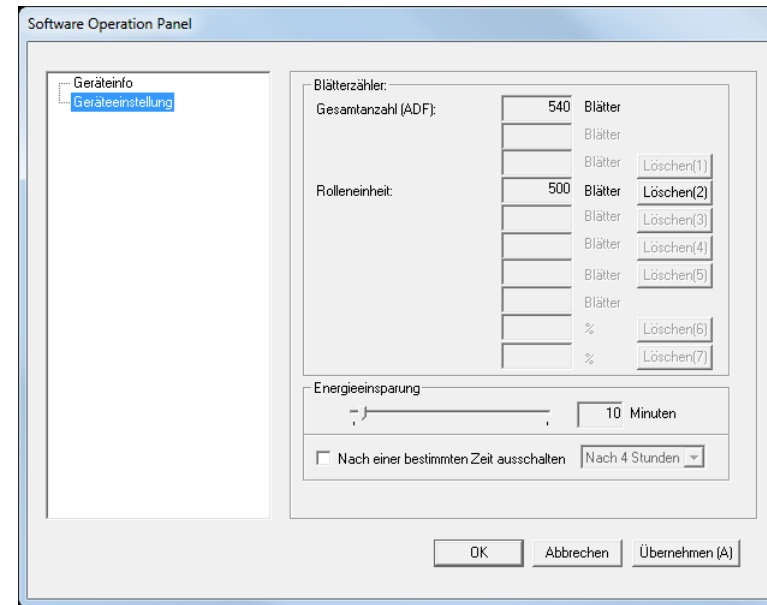 Software Operation Panel
Geräteinfo
Geräteeinstellung
Blätterzähler:
Gesamtanzahl (ADF): 540 Blätter
Blätter
Blätter Löschen(1)
Rolleneinheit: 500 Blätter Löschen(2)
Blätter Löschen(3)
Blätter Löschen(4)
Blätter Löschen(5)
Blätter
% Löschen(6)
% Löschen(7)
Energieeinsparung
10 Minuten
Nach einer bestimmten Zeit ausschalten Nach 4 Stunden
OK Abbrechen Übernehmen (A)